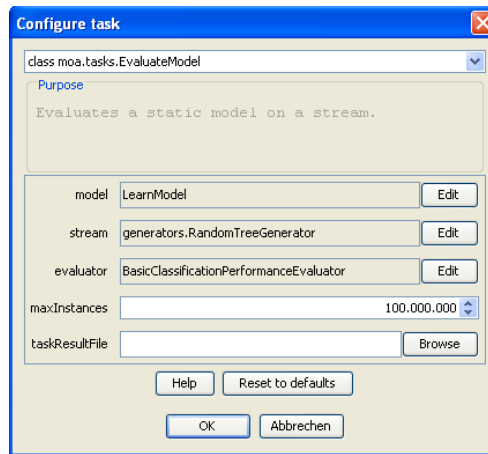 Configure task
class moa.tasks.EvaluateModel
Purpose
Evaluates a static model on a stream.
model LearnModel Edit
stream generators.RandomTreeGenerator Edit
evaluator BasicClassificationPerformanceEvaluator Edit
maxInstances 100.000.000
taskResultFile Browse
Help Reset to defaults
OK Abbrechen